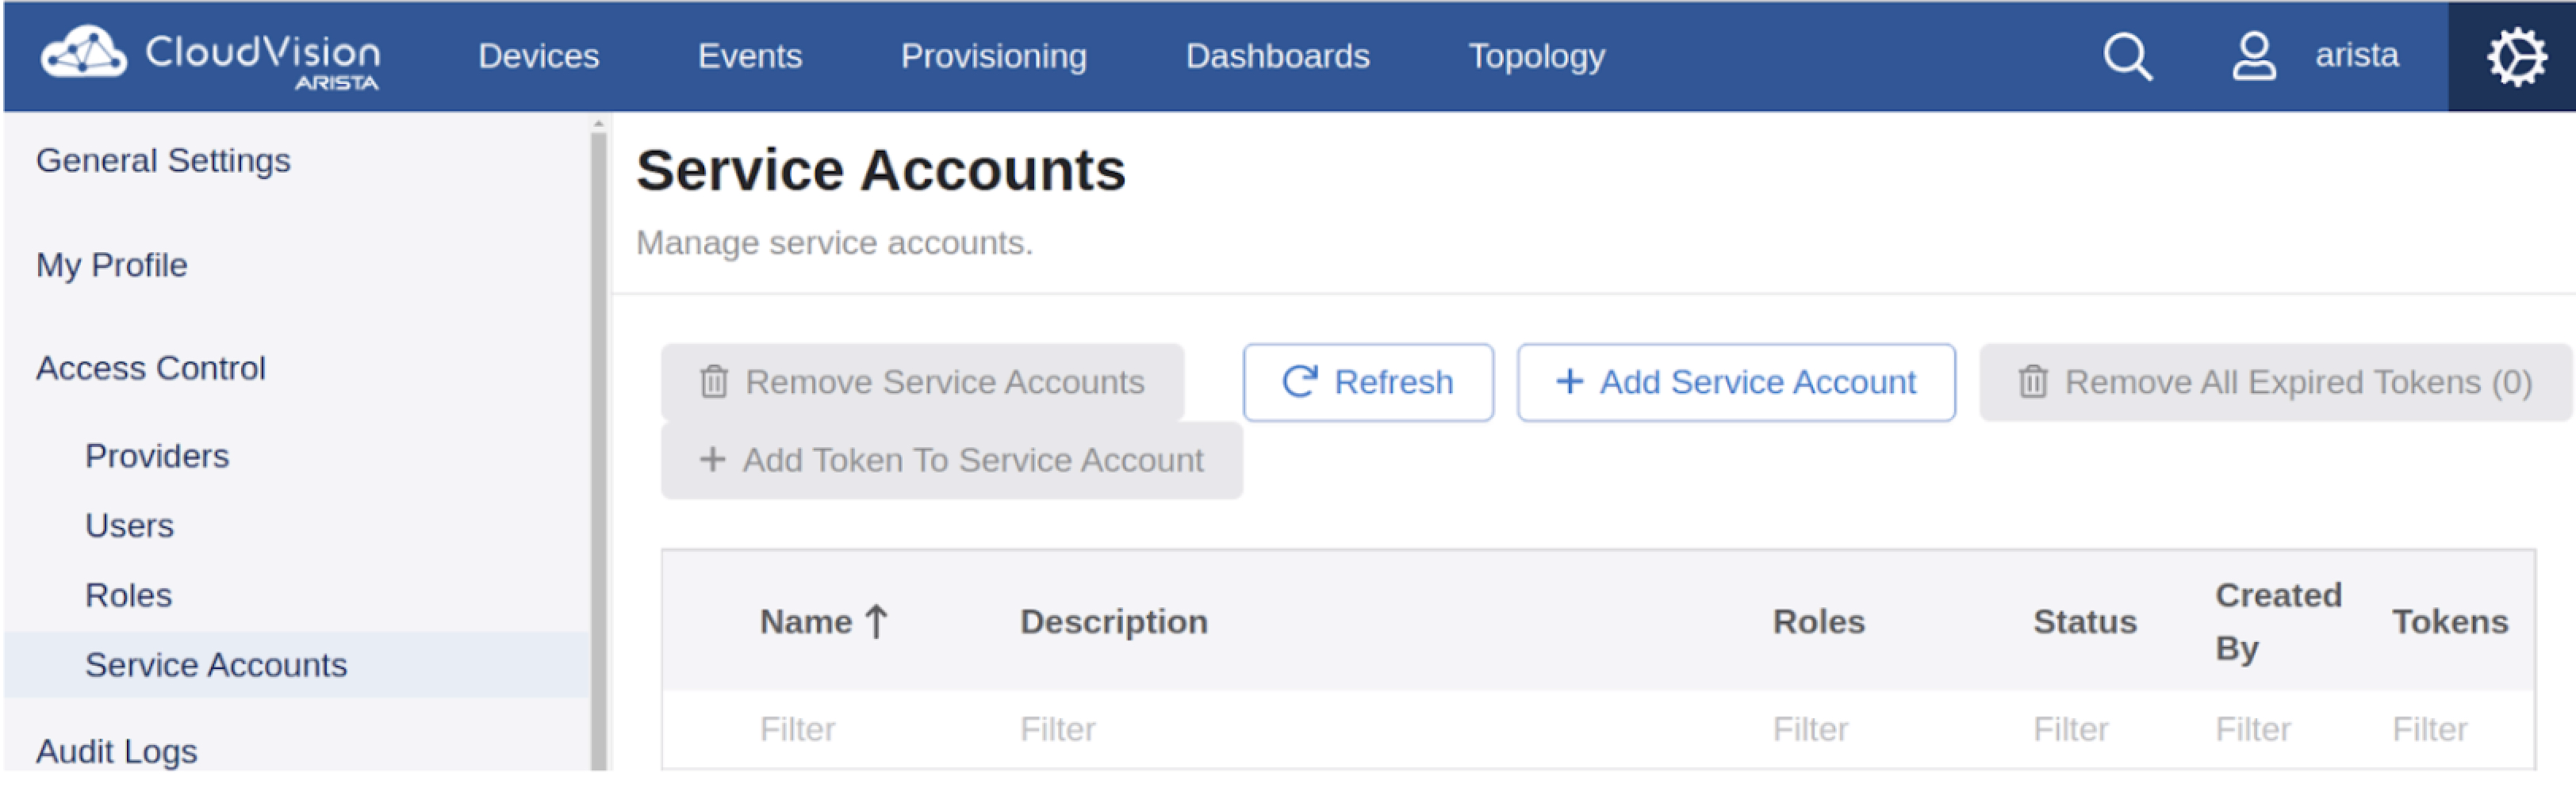 CloudVision
ARISTA
Devices
Events
Provisioning
Dashboards
Topology
arista
General Settings
My Profile
Access Control
Providers
Users
Roles
Service Accounts
Audit Logs
Service Accounts
Manage service accounts.
Remove Service Accounts
Refresh
+ Add Service Account
Remove All Expired Tokens (0)
+ Add Token To Service Account
Name ↑
Description
Roles
Status
Created
By
Tokens
Filter
Filter
Filter
Filter
Filter
Filter